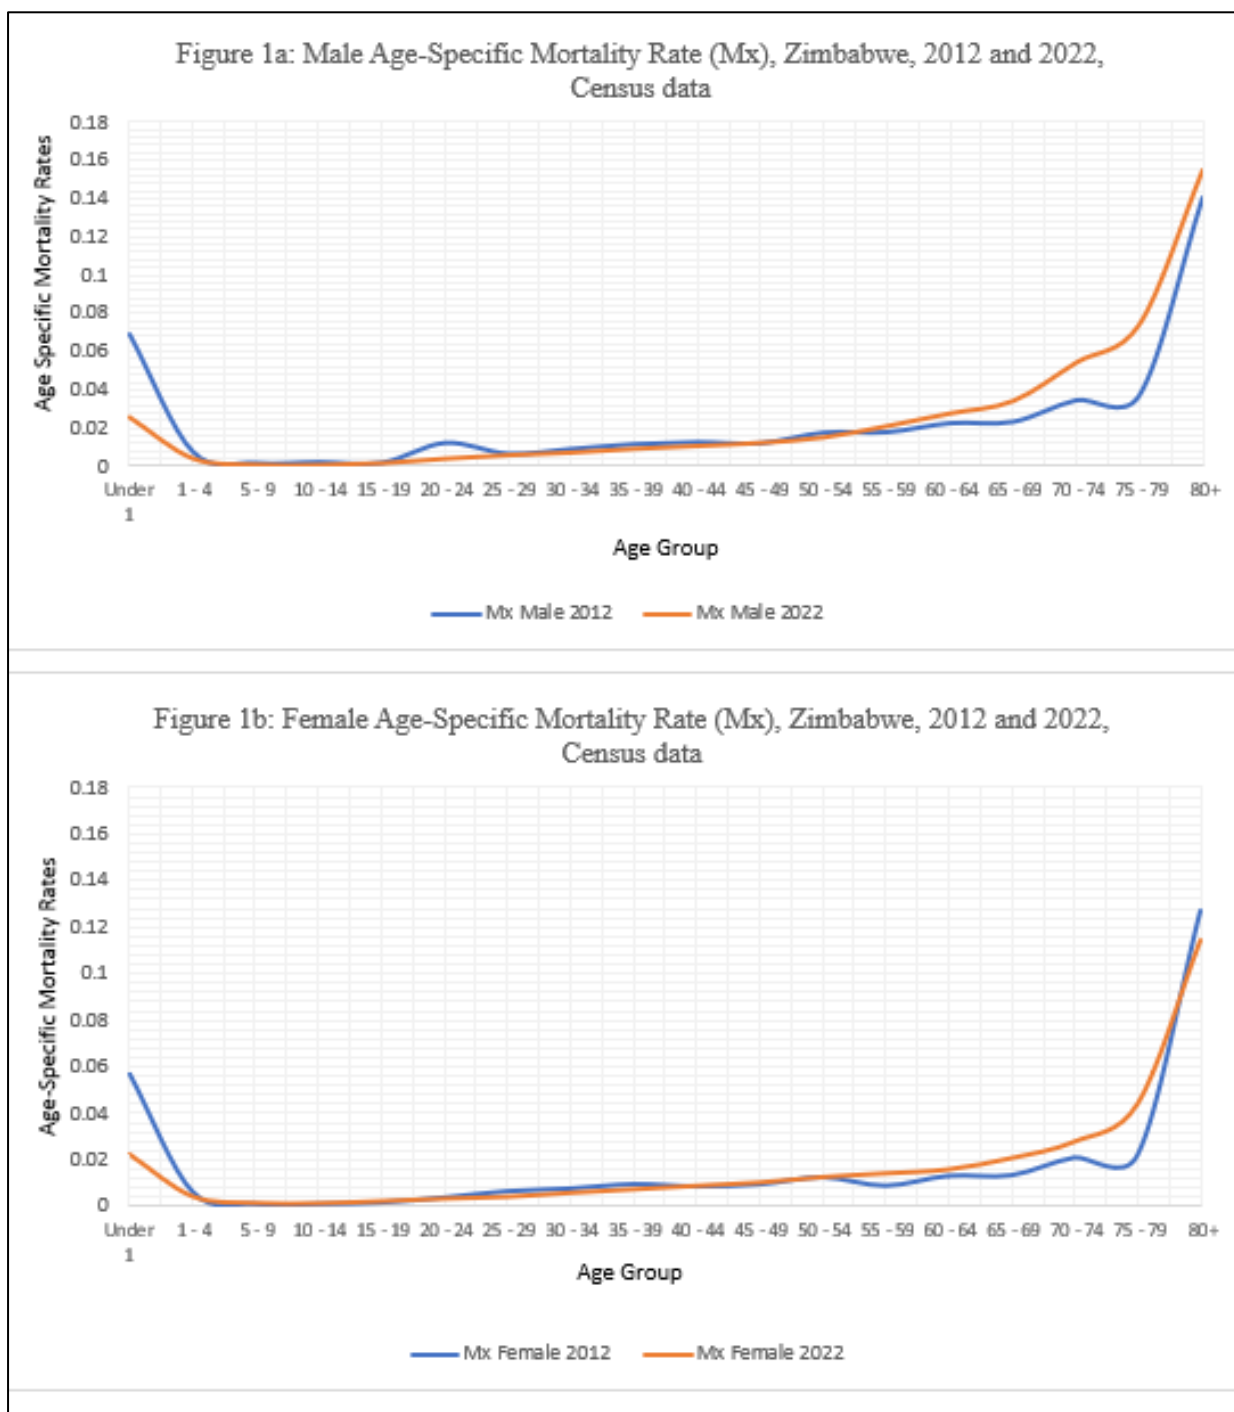 Figure 1a: Male Age-Specific Mortality Rate (Mx), Zimbabwe, 2012 and 2022,
Census data
Age Specific Mortality Rates
0.18
0.16
0.14
0.12
0.1
0.08
0.06
0.04
0.02
0
Under 1 - 4 5 - 9 10 - 14 15 - 19 20 - 24 25 - 29 30 - 34 35 - 39 40 - 44 45 - 49 50 - 54 55 - 59 60 - 64 65 - 69 70 - 74 75 - 79 80+
1
Age Group
Mx Male 2012 Mx Male 2022
Figure 1b: Female Age-Specific Mortality Rate (Mx), Zimbabwe, 2012 and 2022,
Census data
Age-Specific Mortality Rates
0.18
0.16
0.14
0.12
0.1
0.08
0.06
0.04
0.02
0
Under 1 - 4 5 - 9 10 - 14 15 - 19 20 - 24 25 - 29 30 - 34 35 - 39 40 - 44 45 - 49 50 - 54 55 - 59 60 - 64 65 - 69 70 - 74 75 - 79 80+
1
Age Group
Mx Female 2012 Mx Female 2022